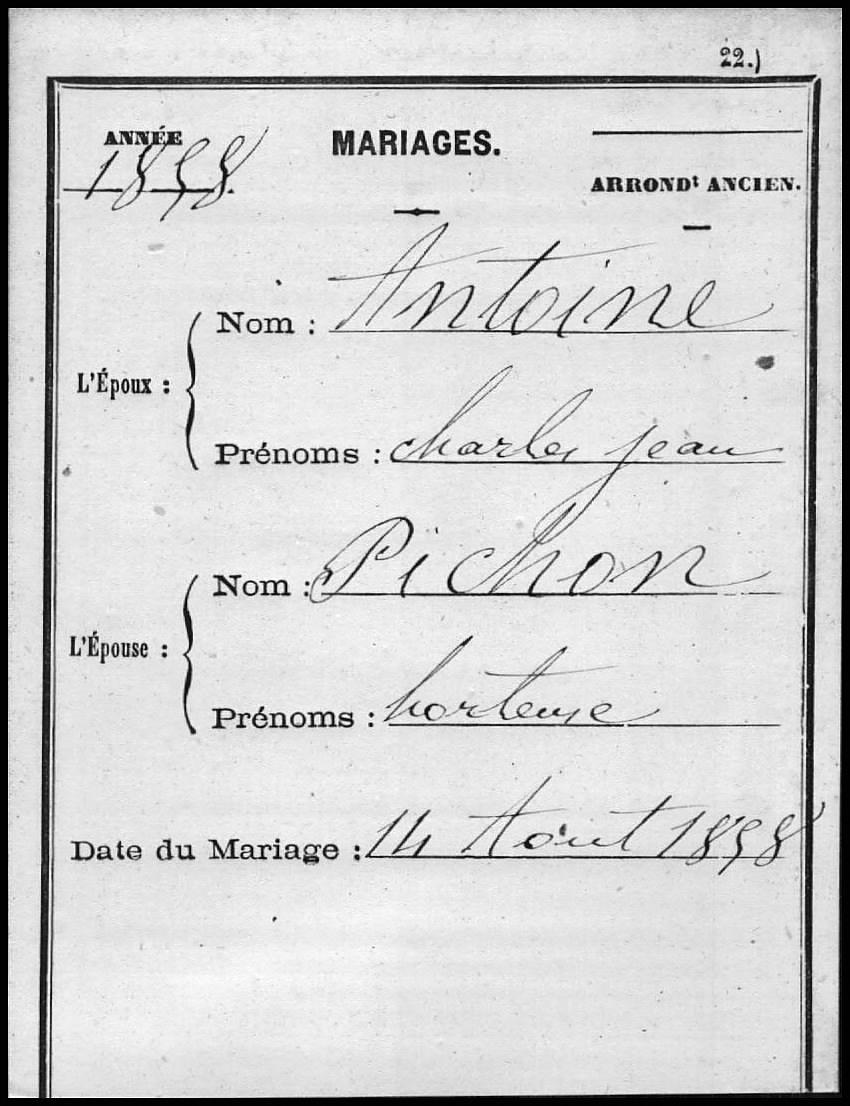 22.)
ANNÉE
1858.
MARIAGES.
ARRONDt ANCIEN.
L'Époux :
Nom : Antoine
Prénoms : charles jean
L'Épouse :
Nom : Pichon
Prénoms : hortense
Date du Mariage : 14 Août 1858